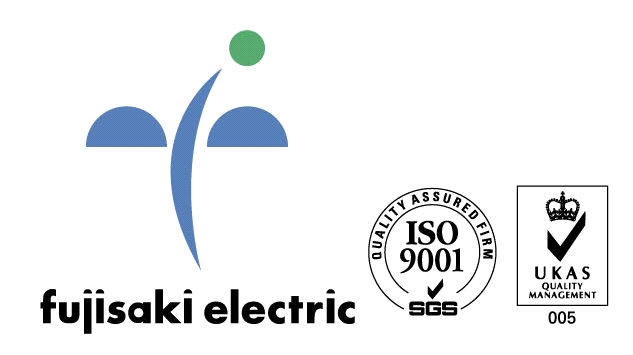 fujisaki electric
QUALITY ASSURED FIRM
ISO
9001
SGS
UKAS
QUALITY
MANAGEMENT
005